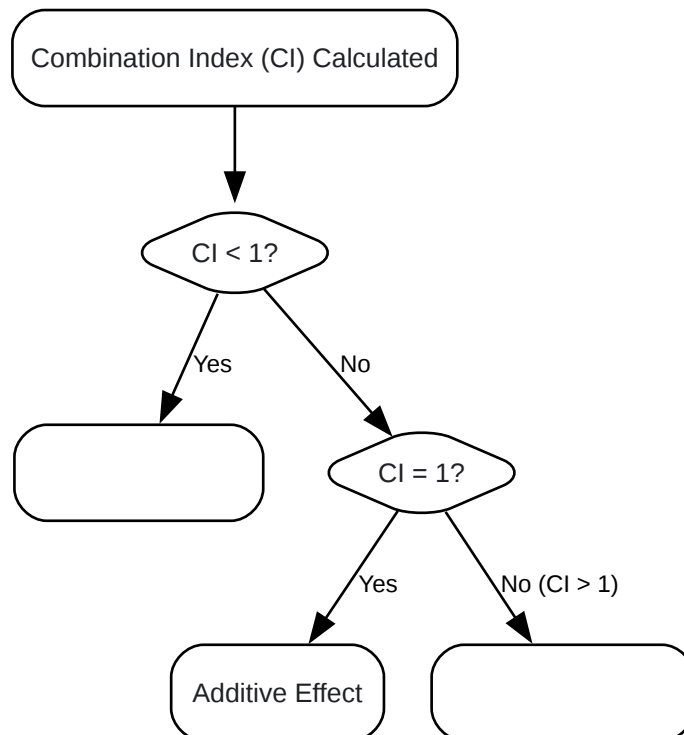 Combination Index (CI) Calculated
CI < 1?
Yes
No
CI = 1?
Yes
No (CI > 1)
Additive Effect